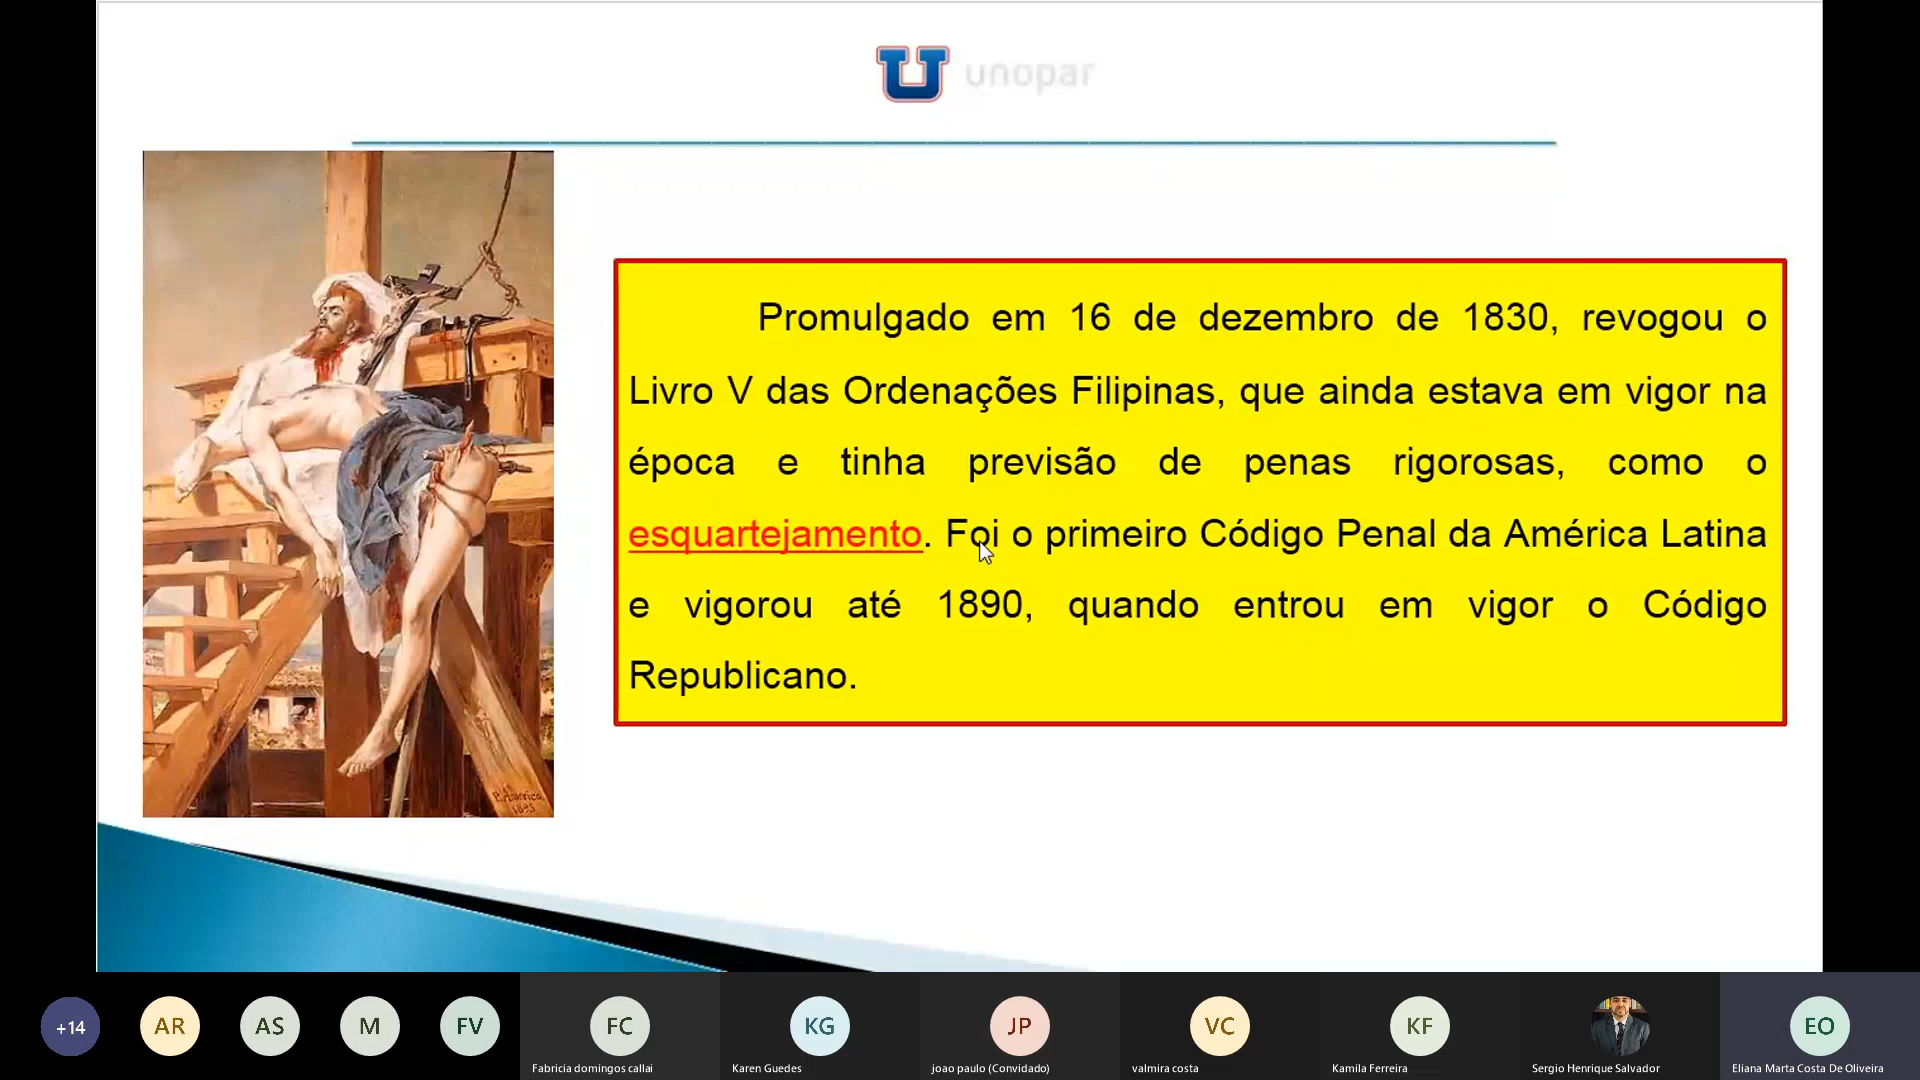 unopar
Promulgado em 16 de dezembro de 1830, revogou o
Livro V das Ordenações Filipinas, que ainda estava em vigor na
época e tinha previsão de penas rigorosas, como o
esquartejamento. Foi o primeiro Código Penal da América Latina
e vigorou até 1890, quando entrou em vigor o Código
Republicano.
P. Americo
1893
+14
AR
AS
M
FV
FC
KG
JP
VC
KF
EO
Fabricia domingos callai
Karen Guedes
joao paulo (Convidado)
valmira costa
Kamila Ferreira
Sergio Henrique Salvador
Eliana Marta Costa De Oliveira